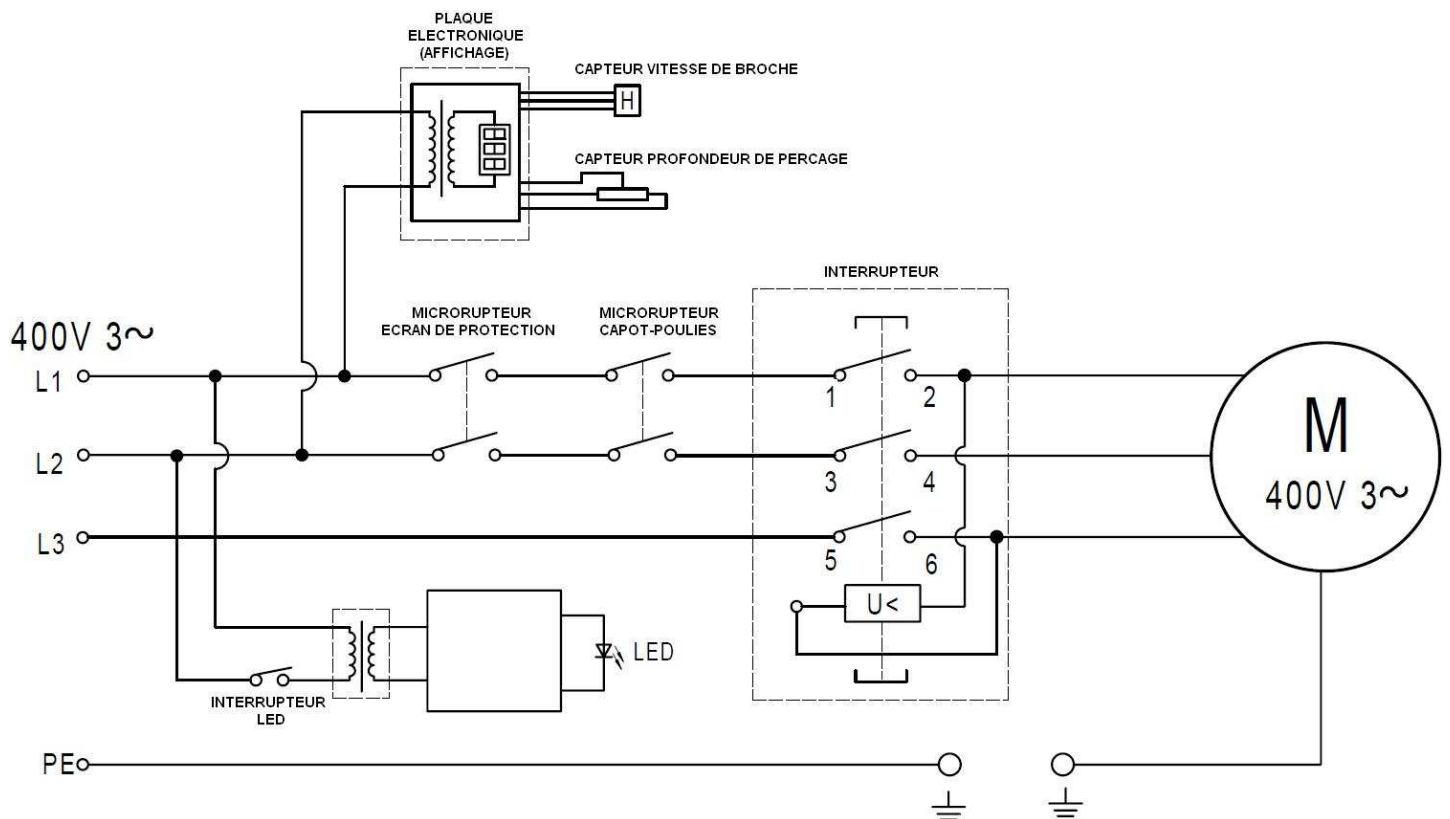 PLAQUE
ELECTRONIQUE
(AFFICHAGE)
CAPTEUR VITESSE DE BROCHE
H
CAPTEUR PROFONDEUR DE PERCAGE
INTERRUPTEUR
MICRORUPTEUR
ECRAN DE PROTECTION
MICRORUPTEUR
CAPOT-POULIES
400V 3~
L1
1
2
L2
3
4
M
400V 3~
L3
5
6
U<
LED
INTERRUPTEUR
LED
PE